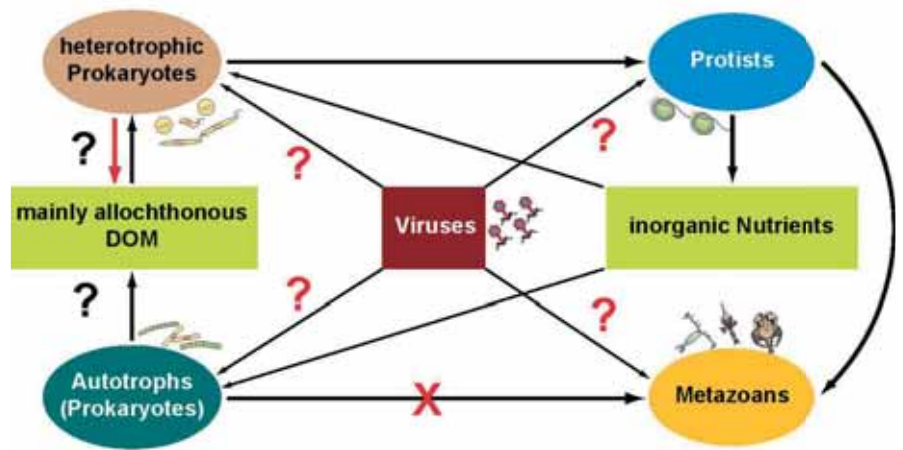 heterotrophic
Prokaryotes
Protists
?
?
?
mainly allochthonous
DOM
Viruses
inorganic Nutrients
?
?
?
Autotrophs
(Prokaryotes)
X
Metazoans